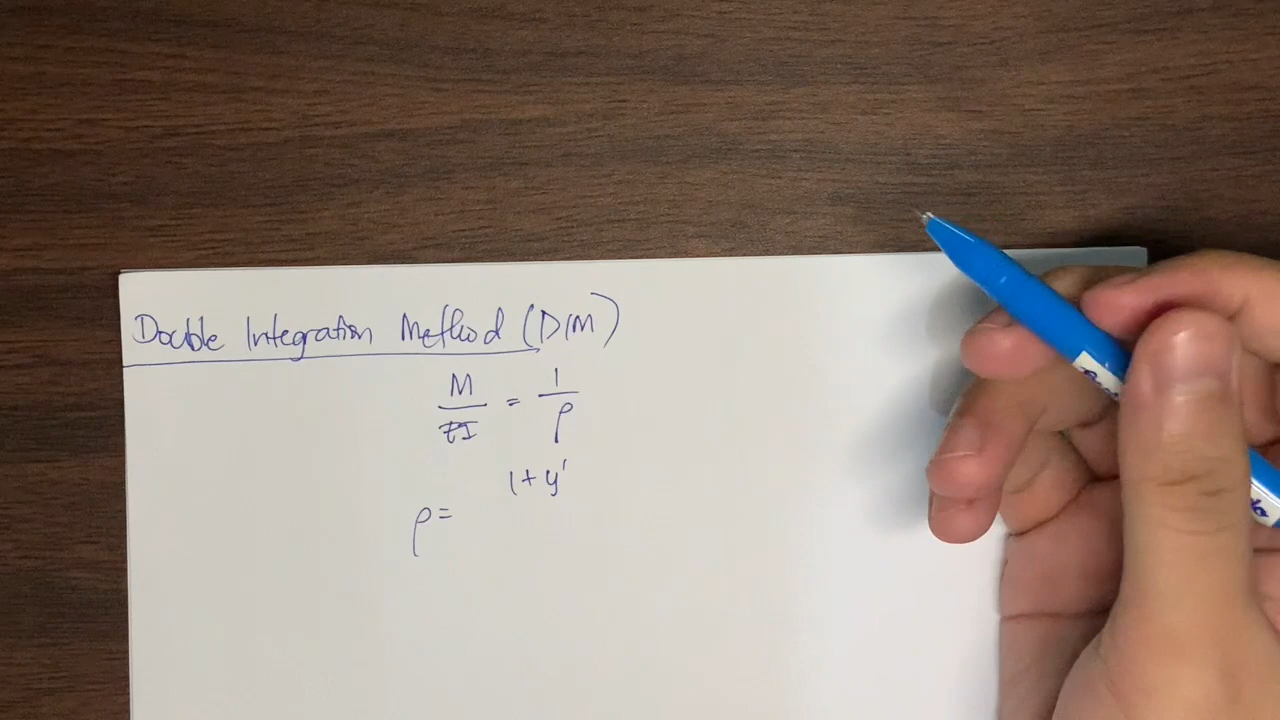 Double Integration Method (DIM)
M/EI = 1/ρ
1 + y'
ρ =